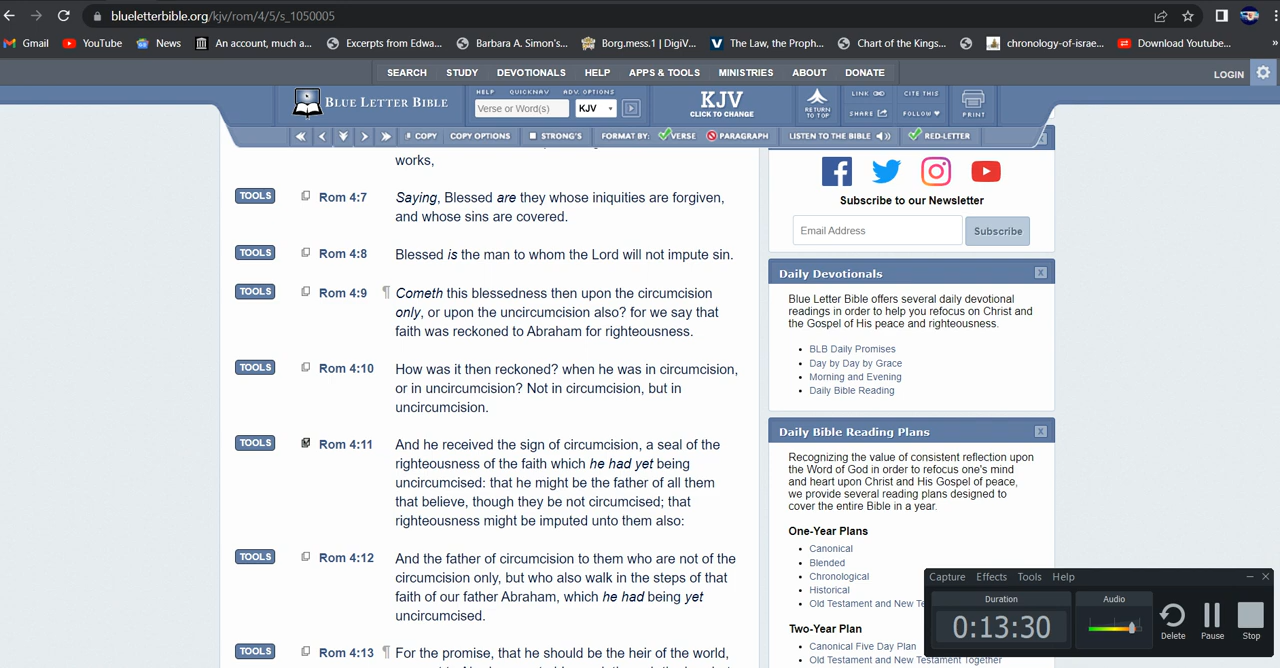 blueletterbible.org/kjv/rom/4/5/s_1050005
Gmail YouTube News An account, much a... Excerpts from Edwa... Barbara A. Simon's... Borg.mess.1 | DigiV... The Law, the Proph... Chart of the Kings... chronology-of-israe... Download Youtube... »
SEARCH STUDY DEVOTIONALS HELP APPS & TOOLS MINISTRIES ABOUT DONATE LOGIN
HELP QUICKNAV ADV. OPTIONS
BLUE LETTER BIBLE
Verse or Word(s) KJV
KJV
CLICK TO CHANGE
RETURN
TO TOP
LINK CITE THIS
SHARE FOLLOW
PRINT
COPY COPY OPTIONS STRONG'S FORMAT BY: VERSE PARAGRAPH LISTEN TO THE BIBLE RED-LETTER
works,
TOOLS Rom 4:7 Saying, Blessed are they whose iniquities are forgiven,
and whose sins are covered.
TOOLS Rom 4:8 Blessed is the man to whom the Lord will not impute sin.
TOOLS Rom 4:9 ¶ Cometh this blessedness then upon the circumcision
only, or upon the uncircumcision also? for we say that
faith was reckoned to Abraham for righteousness.
TOOLS Rom 4:10 How was it then reckoned? when he was in circumcision,
or in uncircumcision? Not in circumcision, but in
uncircumcision.
TOOLS Rom 4:11 And he received the sign of circumcision, a seal of the
righteousness of the faith which he had yet being
uncircumcised: that he might be the father of all them
that believe, though they be not circumcised; that
righteousness might be imputed unto them also:
TOOLS Rom 4:12 And the father of circumcision to them who are not of the
circumcision only, but who also walk in the steps of that
faith of our father Abraham, which he had being yet
uncircumcised.
TOOLS Rom 4:13 ¶ For the promise, that he should be the heir of the world,
X
Subscribe to our Newsletter
Email Address Subscribe
Daily Devotionals X
Blue Letter Bible offers several daily devotional
readings in order to help you refocus on Christ and
the Gospel of His peace and righteousness.
• BLB Daily Promises
• Day by Day by Grace
• Morning and Evening
• Daily Bible Reading
Daily Bible Reading Plans X
Recognizing the value of consistent reflection upon
the Word of God in order to refocus one's mind
and heart upon Christ and His Gospel of peace,
we provide several reading plans designed to
cover the entire Bible in a year.
One-Year Plans
• Canonical
• Blended
• Chronological
• Historical
• Old Testament and New Te
Two-Year Plan
• Canonical Five Day Plan
• Old Testament and New Testament Together
Capture Effects Tools Help
Duration Audio
0:13:30
Delete Pause Stop